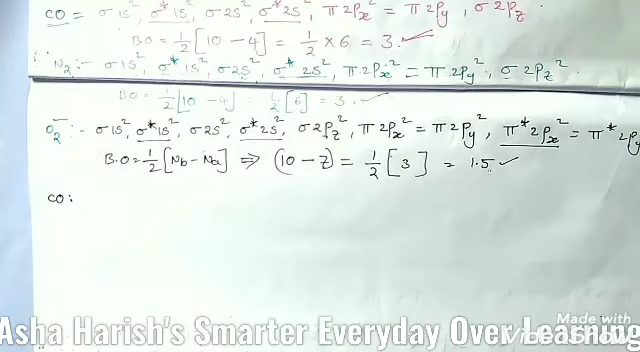 CO = σ1s², σ*1s², σ2s², σ*2s², π2px² = π2py², σ2pz²
BO = 1/2 [10 - 4] = 1/2 × 6 = 3.
N₂:- σ1s², σ*1s², σ2s², σ*2s², π2px² = π2py², σ2pz²
BO = 1/2 [10 - 4] = 1/2 [6] = 3.
O₂⁻:- σ1s², σ*1s², σ2s², σ*2s², σ2pz², π2px² = π2py², π*2px² = π*2py
B.O = 1/2 [Nb - Na] ⇒ (10 - 7) = 1/2 [3] = 1.5 ✓
CO:
Asha Harish's Smarter Everyday Over Learning
Made with
VideoShow